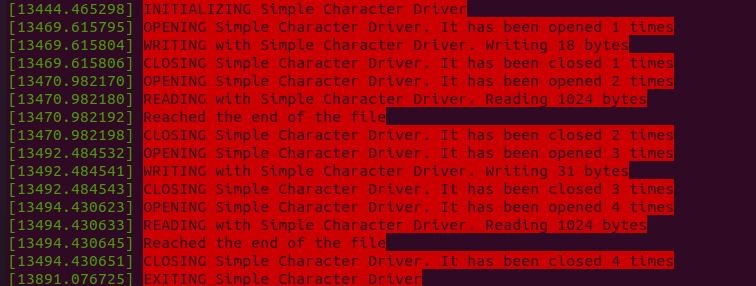 [13444.465298] INITIALIZING Simple Character Driver
[13469.615795] OPENING Simple Character Driver. It has been opened 1 times
[13469.615804] WRITING with Simple Character Driver. Writing 18 bytes
[13469.615806] CLOSING Simple Character Driver. It has been closed 1 times
[13470.982170] OPENING Simple Character Driver. It has been opened 2 times
[13470.982180] READING with Simple Character Driver. Reading 1024 bytes
[13470.982192] Reached the end of the file
[13470.982198] CLOSING Simple Character Driver. It has been closed 2 times
[13492.484532] OPENING Simple Character Driver. It has been opened 3 times
[13492.484541] WRITING with Simple Character Driver. Writing 31 bytes
[13492.484543] CLOSING Simple Character Driver. It has been closed 3 times
[13494.430623] OPENING Simple Character Driver. It has been opened 4 times
[13494.430633] READING with Simple Character Driver. Reading 1024 bytes
[13494.430645] Reached the end of the file
[13494.430651] CLOSING Simple Character Driver. It has been closed 4 times
[13891.076725] EXITING Simple Character Driver